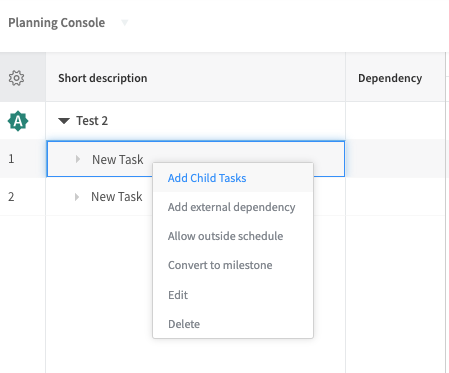 Planning Console
Short description
Dependency
A
Test 2
1
New Task
Add Child Tasks
Add external dependency
2
New Task
Allow outside schedule
Convert to milestone
Edit
Delete